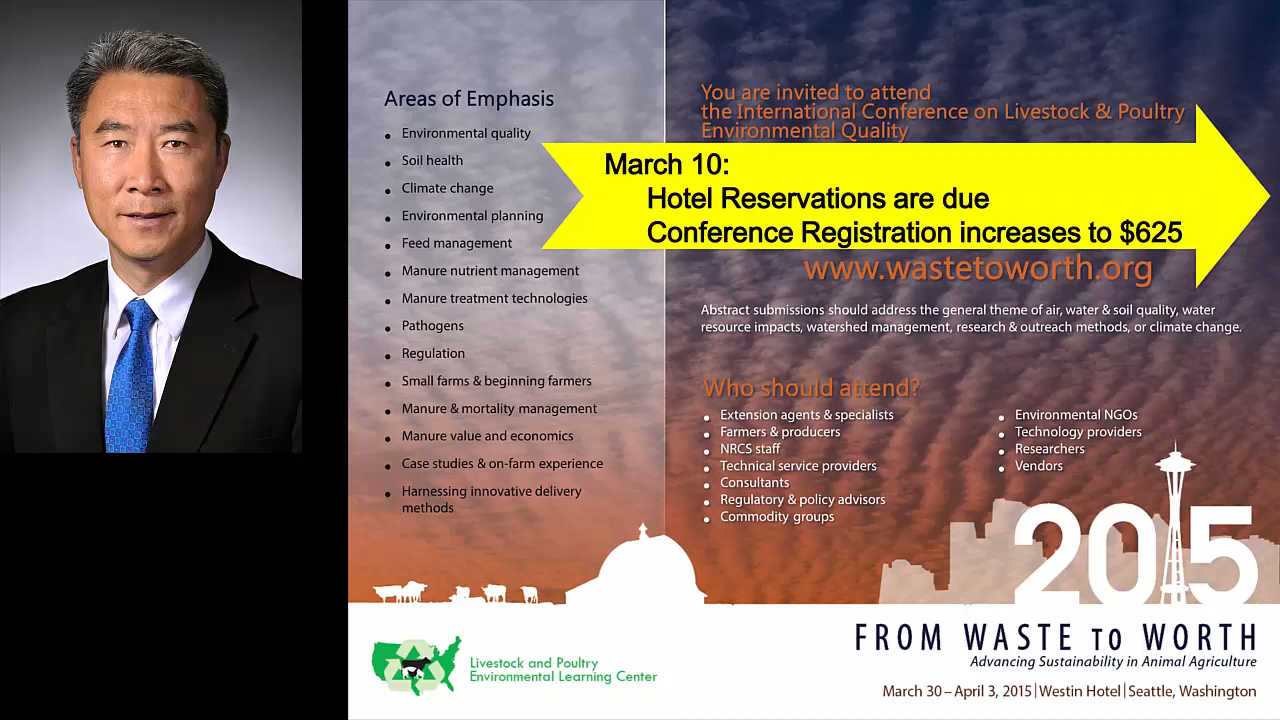 Areas of Emphasis
Environmental quality
Soil health
Climate change
Environmental planning
Feed management
Manure nutrient management
Manure treatment technologies
Pathogens
Regulation
Small farms & beginning farmers
Manure & mortality management
Manure value and economics
Case studies & on-farm experience
Harnessing innovative delivery
methods
You are invited to attend
the International Conference on Livestock & Poultry
Environmental Quality
March 10:
Hotel Reservations are due
Conference Registration increases to $625
www.wastetoworth.org
Abstract submissions should address the general theme of air, water & soil quality, water
resource impacts, watershed management, research & outreach methods, or climate change.
Who should attend?
Extension agents & specialists
Farmers & producers
NRCS staff
Technical service providers
Consultants
Regulatory & policy advisors
Commodity groups
Environmental NGOs
Technology providers
Researchers
Vendors
2015
FROM WASTE TO WORTH
Advancing Sustainability in Animal Agriculture
Livestock and Poultry
Environmental Learning Center
March 30 – April 3, 2015 | Westin Hotel | Seattle, Washington